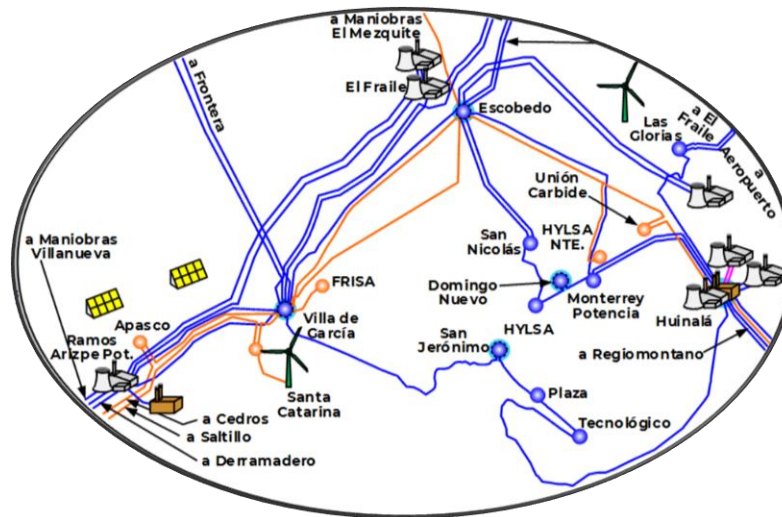 a Maniobras
El Mezquite
El Fraile
a Frontera
Escobedo
Las
Glorias
a El
Fraile
a
Aeropuerto
Unión
Carbide
San
Nicolás
HYLSA
NTE.
a Maniobras
Villanueva
FRISA
Domingo
Nuevo
Monterrey
Potencia
Huinalá
Apasco
Villa de
García
HYLSA
Ramos
Arizpe Pot.
San
Jerónimo
a Regiomontano
Santa
Catarina
Plaza
a Cedros
a Saltillo
Tecnológico
a Derramadero